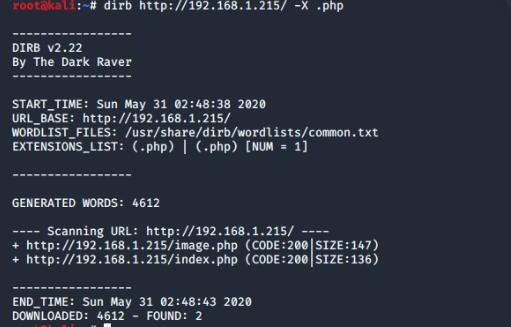 root@kali:~# dirb http://192.168.1.215/ -X .php
-----------------
DIRB v2.22
By The Dark Raver
-----------------
START_TIME: Sun May 31 02:48:38 2020
URL_BASE: http://192.168.1.215/
WORDLIST_FILES: /usr/share/dirb/wordlists/common.txt
EXTENSIONS_LIST: (.php) | (.php) [NUM = 1]
-----------------
GENERATED WORDS: 4612
---- Scanning URL: http://192.168.1.215/ ----
+ http://192.168.1.215/image.php (CODE:200|SIZE:147)
+ http://192.168.1.215/index.php (CODE:200|SIZE:136)
-----------------
END_TIME: Sun May 31 02:48:43 2020
DOWNLOADED: 4612 - FOUND: 2